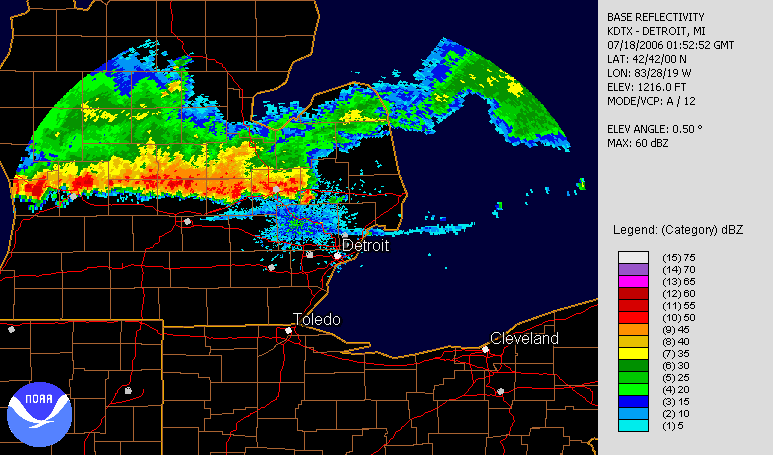 BASE REFLECTIVITY
KDTX - DETROIT, MI
07/18/2006 01:52:52 GMT
LAT: 42/42/00 N
LON: 83/28/19 W
ELEV: 1216.0 FT
MODE/VCP: A / 12
ELEV ANGLE: 0.50 °
MAX: 60 dBZ
Legend: (Category) dBZ
(15) 75
(14) 70
(13) 65
(12) 60
(11) 55
(10) 50
(9) 45
(8) 40
(7) 35
(6) 30
(5) 25
(4) 20
(3) 15
(2) 10
(1) 5
Detroit
Toledo
Cleveland
NOAA